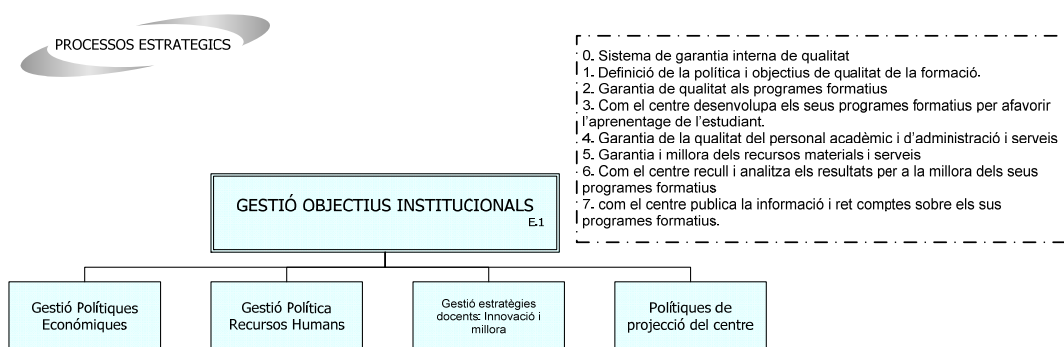 PROCESSOS ESTRATEGICS
0. Sistema de garantia interna de qualitat
1. Definició de la política i objectius de qualitat de la formació.
2. Garantia de qualitat als programes formatius
3. Com el centre desenvolupa els seus programes formatius per afavorir
l'aprenentage de l'estudiant.
4. Garantia de la qualitat del personal acadèmic i d'administració i serveis
5. Garantia i millora dels recursos materials i serveis
6. Com el centre recull i analitza els resultats per a la millora dels seus
programes formatius
7. com el centre publica la informació i ret comptes sobre els sus
programes formatius.
GESTIÓ OBJECTIUS INSTITUCIONALS
E.1
Gestió Polítiques
Económiques
Gestió Política
Recursos Humans
Gestió estratègies
docents: Innovació i
millora
Polítiques de
projecció del centre